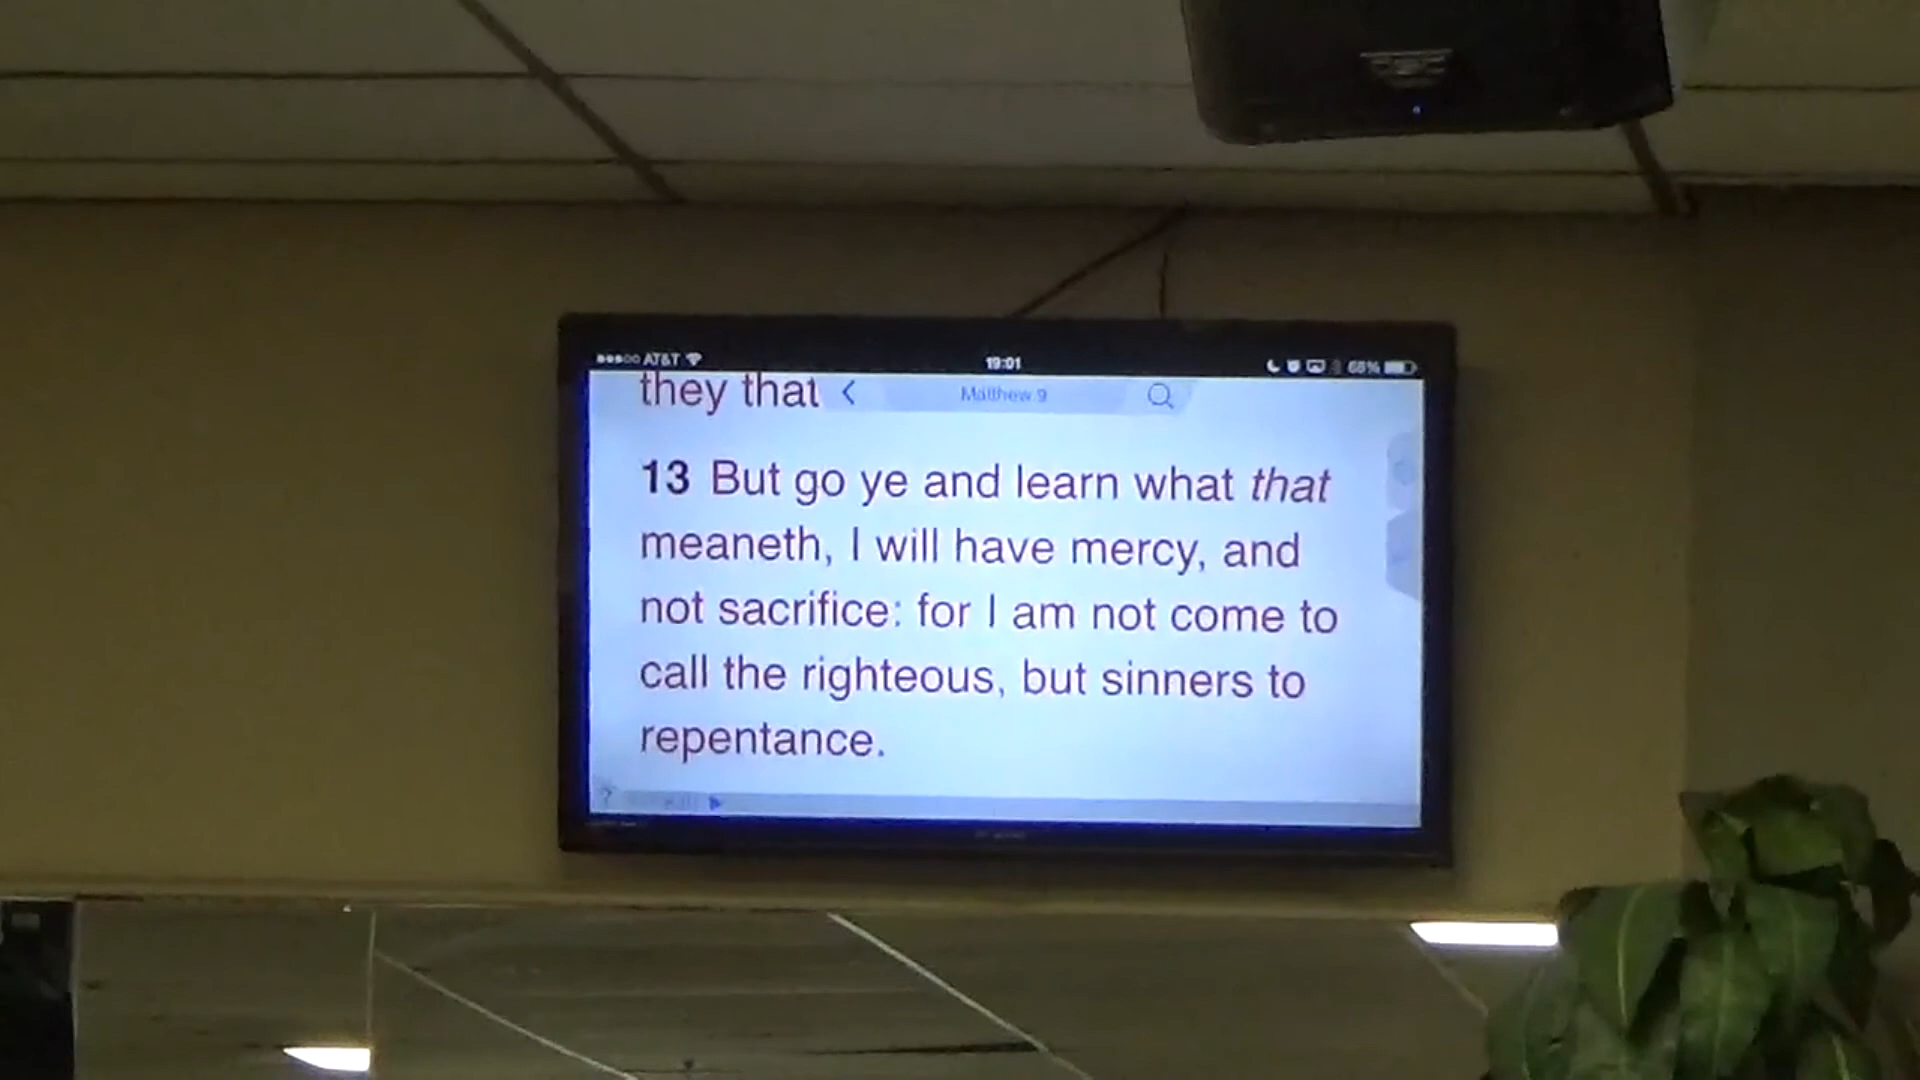 AT&T 19:01 68%
they that
Matthew 9
13 But go ye and learn what that
meaneth, I will have mercy, and
not sacrifice: for I am not come to
call the righteous, but sinners to
repentance.
?